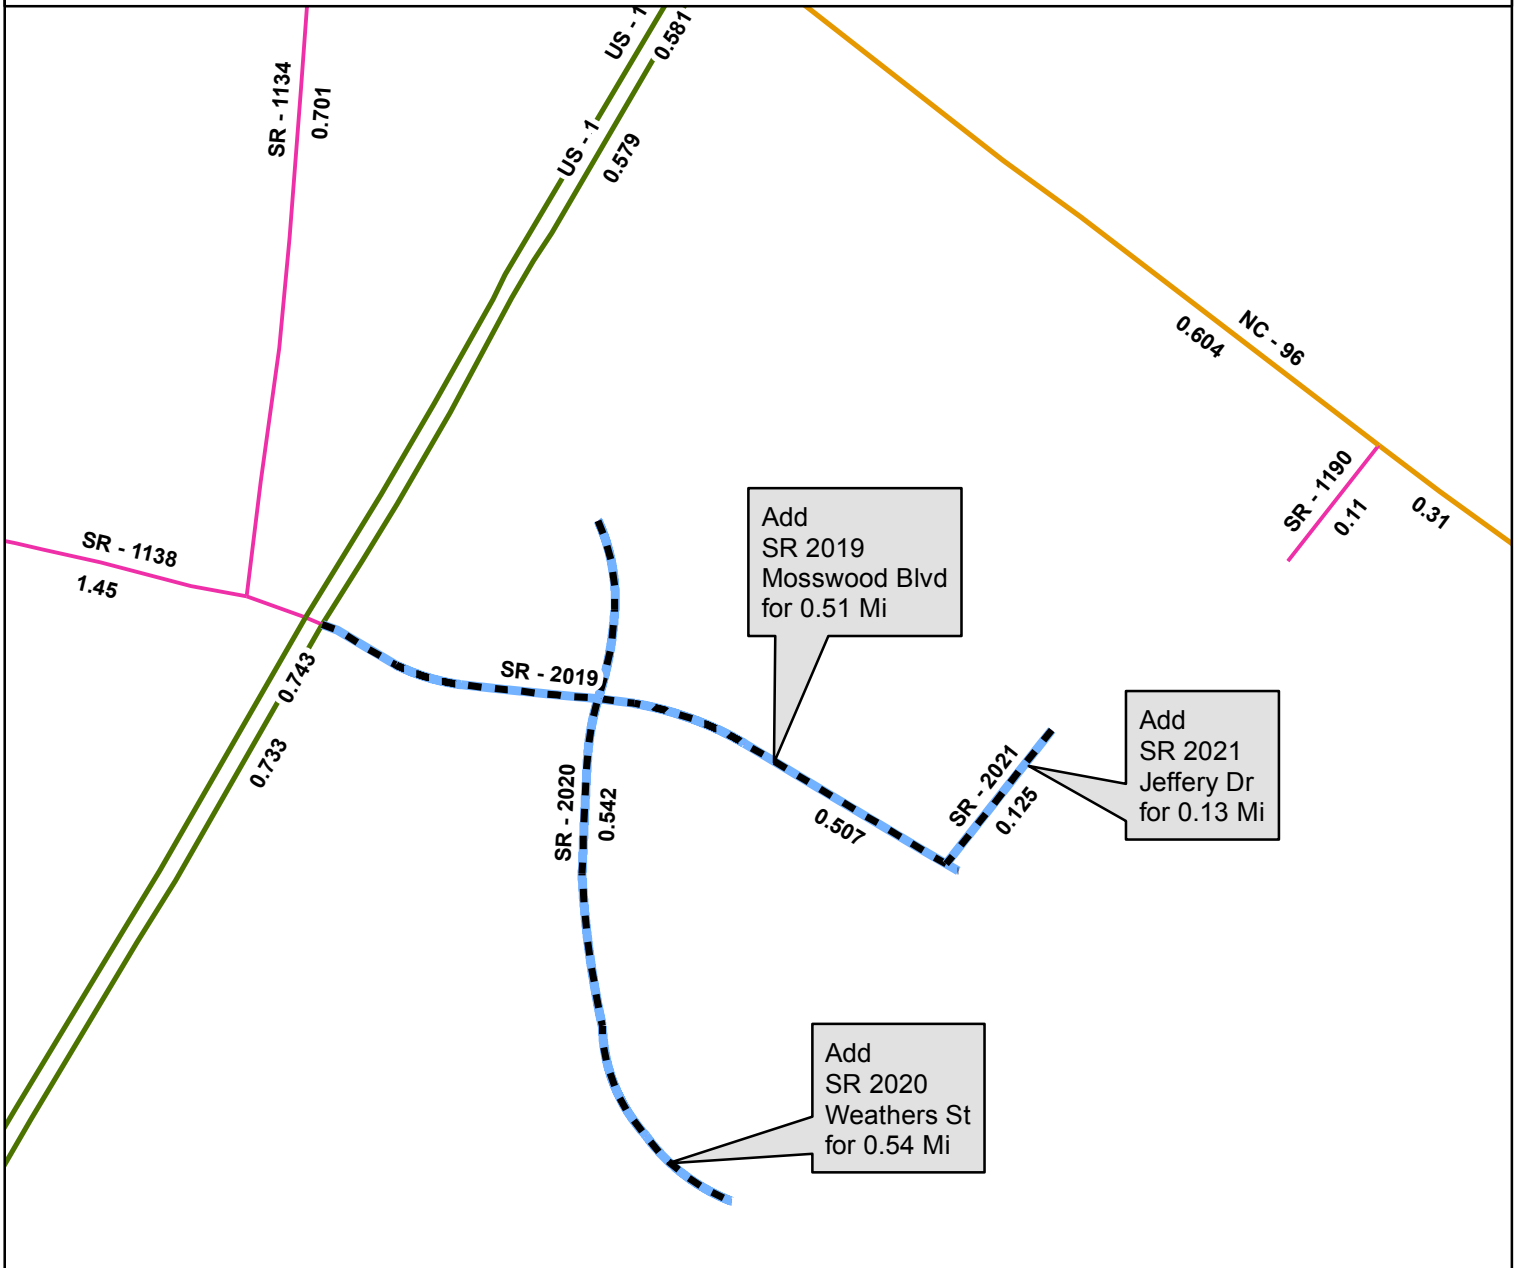 US - 1
0.581
SR - 1134
0.701
US - 1
0.579
NC - 96
0.604
SR - 1190
0.11
0.31
SR - 1138
1.45
Add
SR 2019
Mosswood Blvd
for 0.51 Mi
0.743
0.733
SR - 2019
SR - 2020
0.542
0.507
SR - 2021
0.125
Add
SR 2021
Jeffery Dr
for 0.13 Mi
Add
SR 2020
Weathers St
for 0.54 Mi